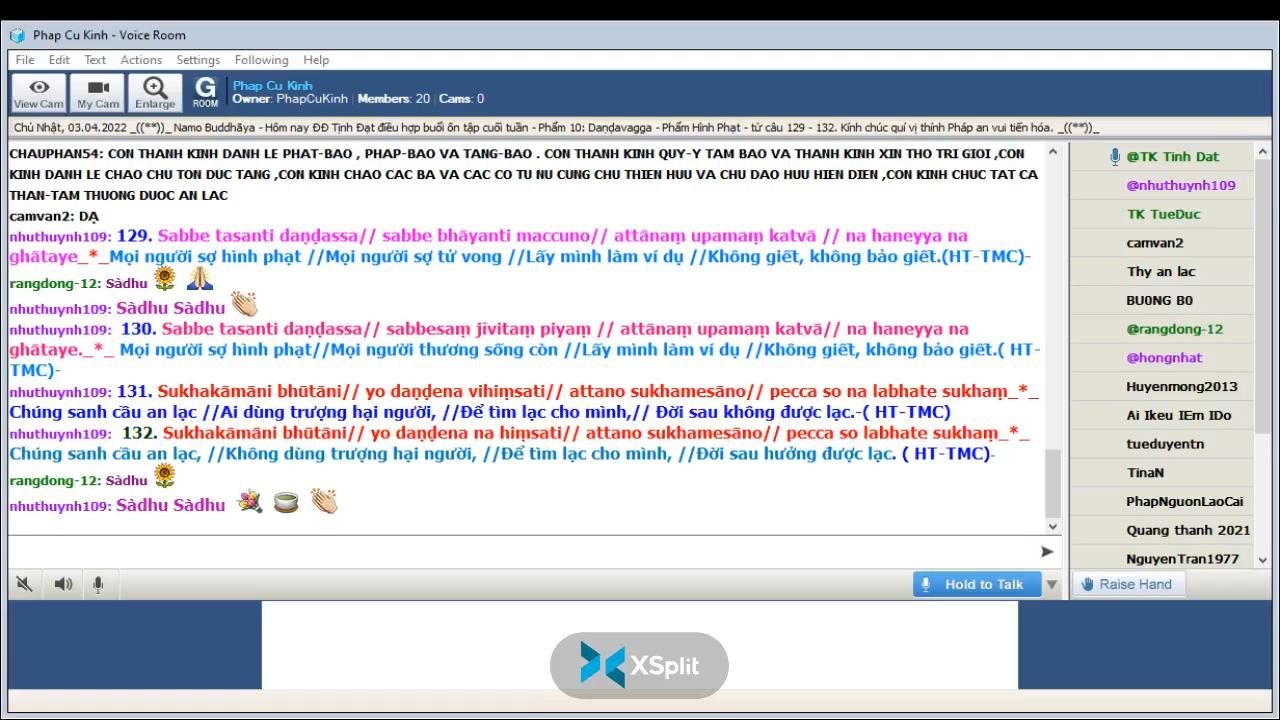 Phap Cu Kinh - Voice Room
File Edit Text Actions Settings Following Help
View Cam My Cam Enlarge G ROOM
Phap Cu Kinh
Owner: PhapCuKinh | Members: 20 | Cams: 0
Chủ Nhật, 03.04.2022 _((**))_ Namo Buddhāya - Hôm nay ĐĐ Tịnh Đạt điều hợp buổi ôn tập cuối tuần - Phẩm 10: Daṇḍavagga - Phẩm Hình Phạt - từ câu 129 - 132. Kính chúc quí vị thính Pháp an vui tiến hóa. _((**))_
CHAUPHAN54: CON THANH KINH DANH LE PHAT-BAO , PHAP-BAO VA TANG-BAO . CON THANH KINH QUY-Y TAM BAO VA THANH KINH XIN THO TRI GIOI ,CON
KINH DANH LE CHAO CHU TON DUC TANG ,CON KINH CHAO CAC BA VA CAC CO TU NU CUNG CHU THIEN HUU VA CHU DAO HUU HIEN DIEN ,CON KINH CHUC TAT CA
THAN-TAM THUONG DUOC AN LAC
camvan2: DẠ
nhuthuynh109: 129. Sabbe tasanti daṇḍassa// sabbe bhāyanti maccuno// attānaṃ upamaṃ katvā // na haneyya na
ghātaye_*_Mọi người sợ hình phạt //Mọi người sợ tử vong //Lấy mình làm ví dụ //Không giết, không bảo giết.(HT-TMC)-
rangdong-12: Sàdhu
nhuthuynh109: Sàdhu Sàdhu
nhuthuynh109: 130. Sabbe tasanti daṇḍassa// sabbesaṃ jīvitaṃ piyaṃ // attānaṃ upamaṃ katvā// na haneyya na
ghātaye._*_ Mọi người sợ hình phạt//Mọi người thương sống còn //Lấy mình làm ví dụ //Không giết, không bảo giết.( HT-
TMC)-
nhuthuynh109: 131. Sukhakāmāni bhūtāni// yo daṇḍena vihiṃsati// attano sukhamesāno// pecca so na labhate sukhaṃ_*_
Chúng sanh cầu an lạc //Ai dùng trượng hại người, //Để tìm lạc cho mình,// Đời sau không được lạc.-( HT-TMC)
nhuthuynh109: 132. Sukhakāmāni bhūtāni// yo daṇḍena na hiṃsati// attano sukhamesāno// pecca so labhate sukhaṃ_*_
Chúng sanh cầu an lạc, //Không dùng trượng hại người, //Để tìm lạc cho mình, //Đời sau hưởng được lạc. ( HT-TMC)-
rangdong-12: Sàdhu
nhuthuynh109: Sàdhu Sàdhu
@TK Tinh Dat
@nhuthuynh109
TK TueDuc
camvan2
Thy an lac
BU0NG B0
@rangdong-12
@hongnhat
Huyenmong2013
Ai Ikeu IEm IDo
tueduyentn
TinaN
PhapNguonLaoCai
Quang thanh 2021
NguyenTran1977
Hold to Talk
Raise Hand
XSplit